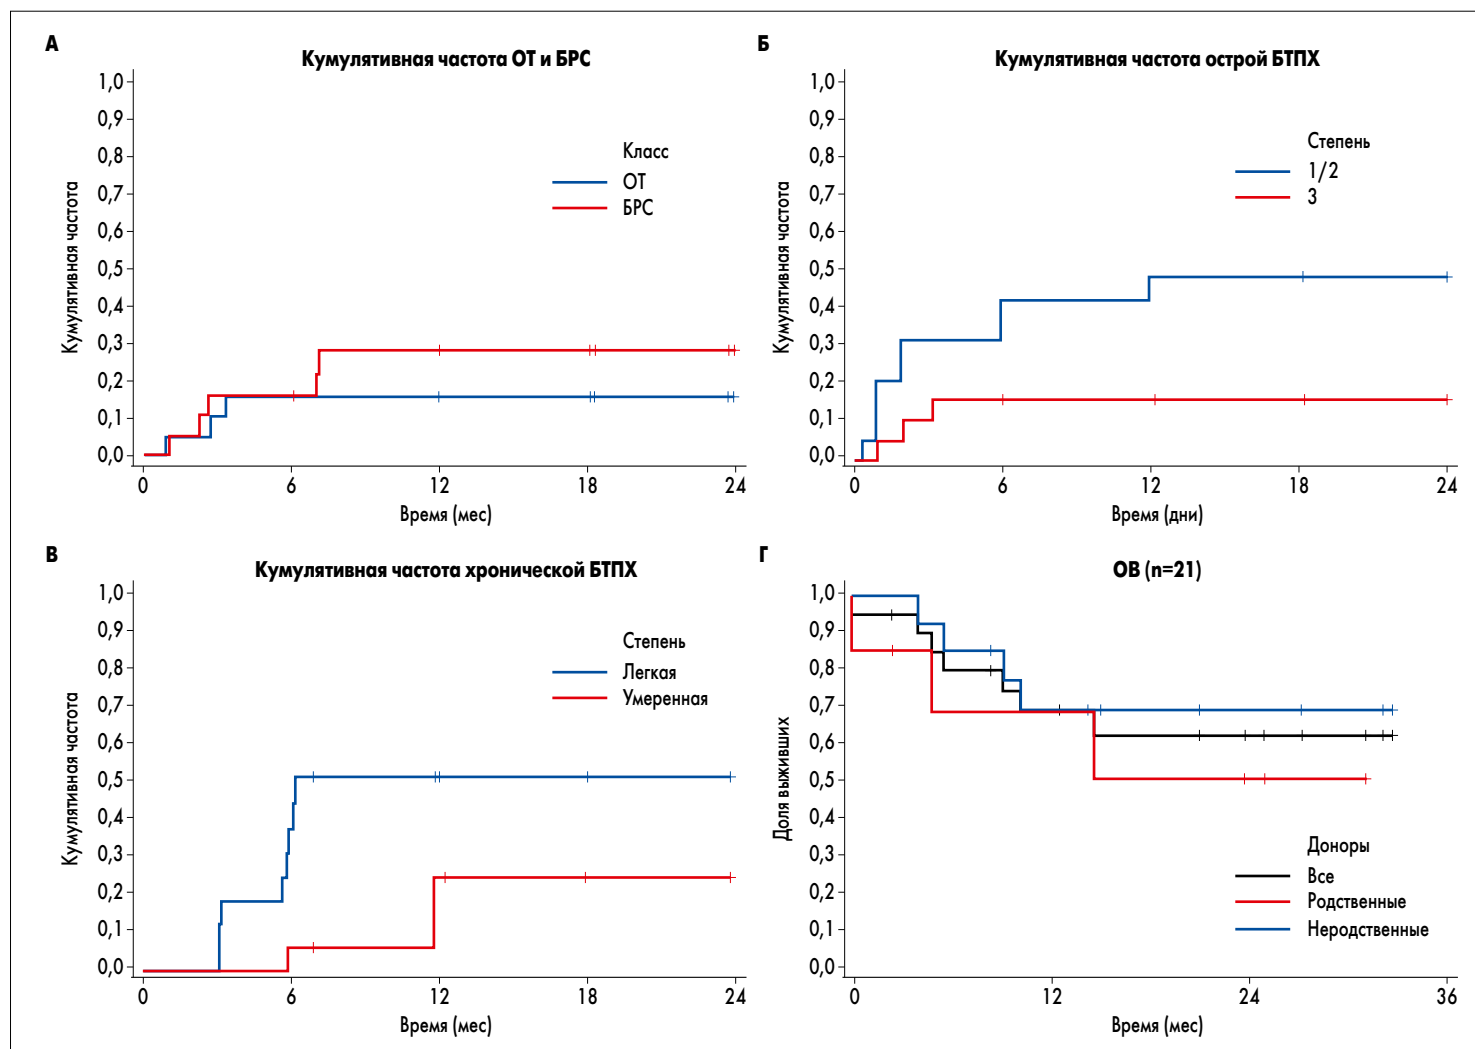 А
Кумулятивная частота ОТ и БРС
Кумулятивная частота
1,0
0,9
0,8
0,7
0,6
0,5
0,4
0,3
0,2
0,1
0,0
Класс
ОТ
БРС
0 6 12 18 24
Время (мес)
Б
Кумулятивная частота острой БТПХ
Кумулятивная частота
1,0
0,9
0,8
0,7
0,6
0,5
0,4
0,3
0,2
0,1
0,0
Степень
1/2
3
0 6 12 18 24
Время (дни)
В
Кумулятивная частота хронической БТПХ
Кумулятивная частота
1,0
0,9
0,8
0,7
0,6
0,5
0,4
0,3
0,2
0,1
0,0
Степень
Легкая
Умеренная
0 6 12 18 24
Время (мес)
Г
ОВ (n=21)
Доля выживших
1,0
0,9
0,8
0,7
0,6
0,5
0,4
0,3
0,2
0,1
0,0
Доноры
Все
Родственные
Неродственные
0 12 24 36
Время (мес)